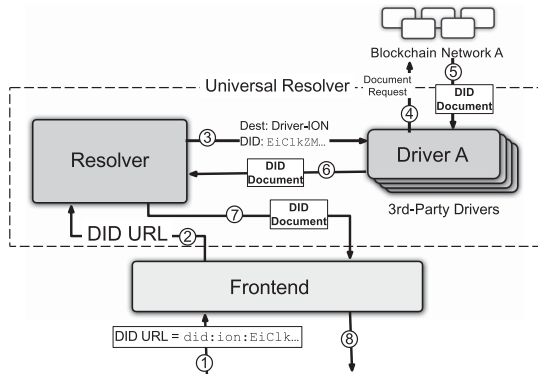 Blockchain Network A
Universal Resolver
Document
Request
5
DID
Document
4
3
Dest: Driver-ION
DID: EiClkZM…
Resolver
Driver A
DID
Document
6
3rd-Party Drivers
7
DID
Document
DID URL
2
Frontend
DID URL = did:ion:EiClk…
8
1